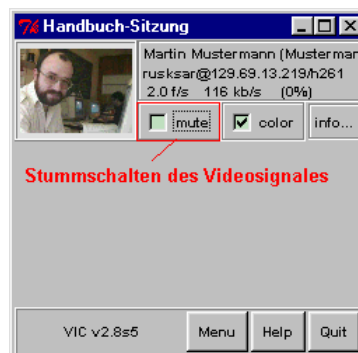 Handbuch-Sitzung
Martin Mustermann (Musterman
rusksar@129.69.13.219/h261
2.0 f/s 116 kb/s (0%)
mute color info...
Stummschalten des Videosignales
VIC v2.8s5 Menu Help Quit